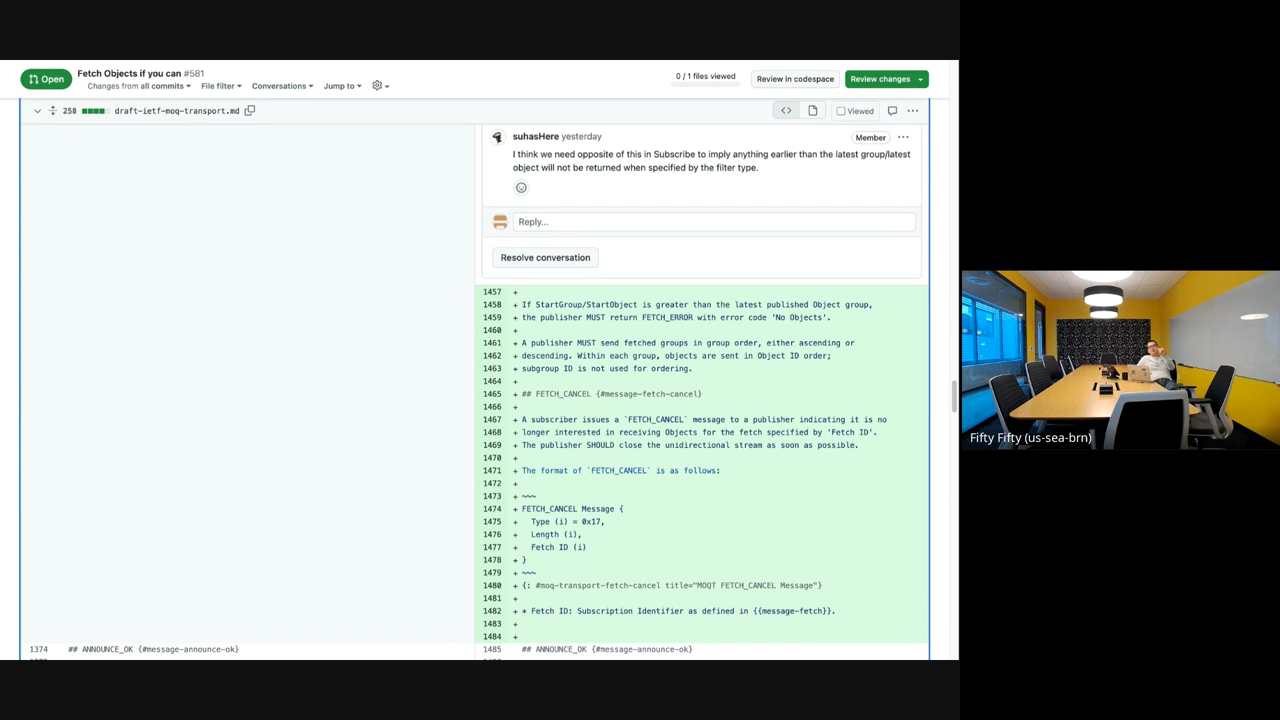 Open
Fetch Objects if you can #581
Changes from all commits
File filter
Conversations
Jump to
0 / 1 files viewed
Review in codespace
Review changes
258
draft-ietf-moq-transport.md
Viewed
suhasHere yesterday
Member
I think we need opposite of this in Subscribe to imply anything earlier than the latest group/latest
object will not be returned when specified by the filter type.
Reply...
Resolve conversation
1457 +
1458 + If StartGroup/StartObject is greater than the latest published Object group,
1459 + the publisher MUST return FETCH_ERROR with error code 'No Objects'.
1460 +
1461 + A publisher MUST send fetched groups in group order, either ascending or
1462 + descending. Within each group, objects are sent in Object ID order;
1463 + subgroup ID is not used for ordering.
1464 +
1465 + ## FETCH_CANCEL {#message-fetch-cancel}
1466 +
1467 + A subscriber issues a `FETCH_CANCEL` message to a publisher indicating it is no
1468 + longer interested in receiving Objects for the fetch specified by 'Fetch ID'.
1469 + The publisher SHOULD close the unidirectional stream as soon as possible.
1470 +
1471 + The format of `FETCH_CANCEL` is as follows:
1472 +
1473 + ~~~
1474 + FETCH_CANCEL Message {
1475 + Type (i) = 0x17,
1476 + Length (i),
1477 + Fetch ID (i)
1478 + }
1479 + ~~~
1480 + {: #moq-transport-fetch-cancel title="MOQT FETCH_CANCEL Message"}
1481 +
1482 + * Fetch ID: Subscription Identifier as defined in {{message-fetch}}.
1483 +
1484 +
1374 ## ANNOUNCE_OK {#message-announce-ok}
1485 ## ANNOUNCE_OK {#message-announce-ok}
Fifty Fifty (us-sea-brn)